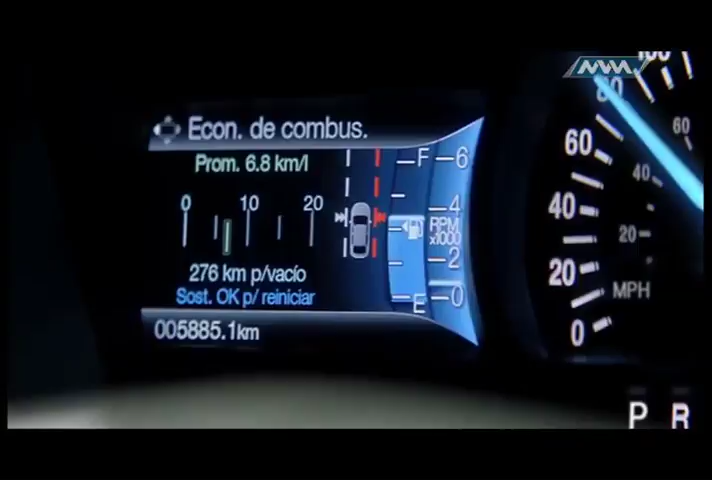 Econ. de combus.
Prom. 6.8 km/l
0 10 20
276 km p/vacío
Sost. OK p/ reiniciar
005885.1km
F
E
6
4
RPM
x1000
2
0
100
80
60
40
20
0
60
40
20
MPH
P R